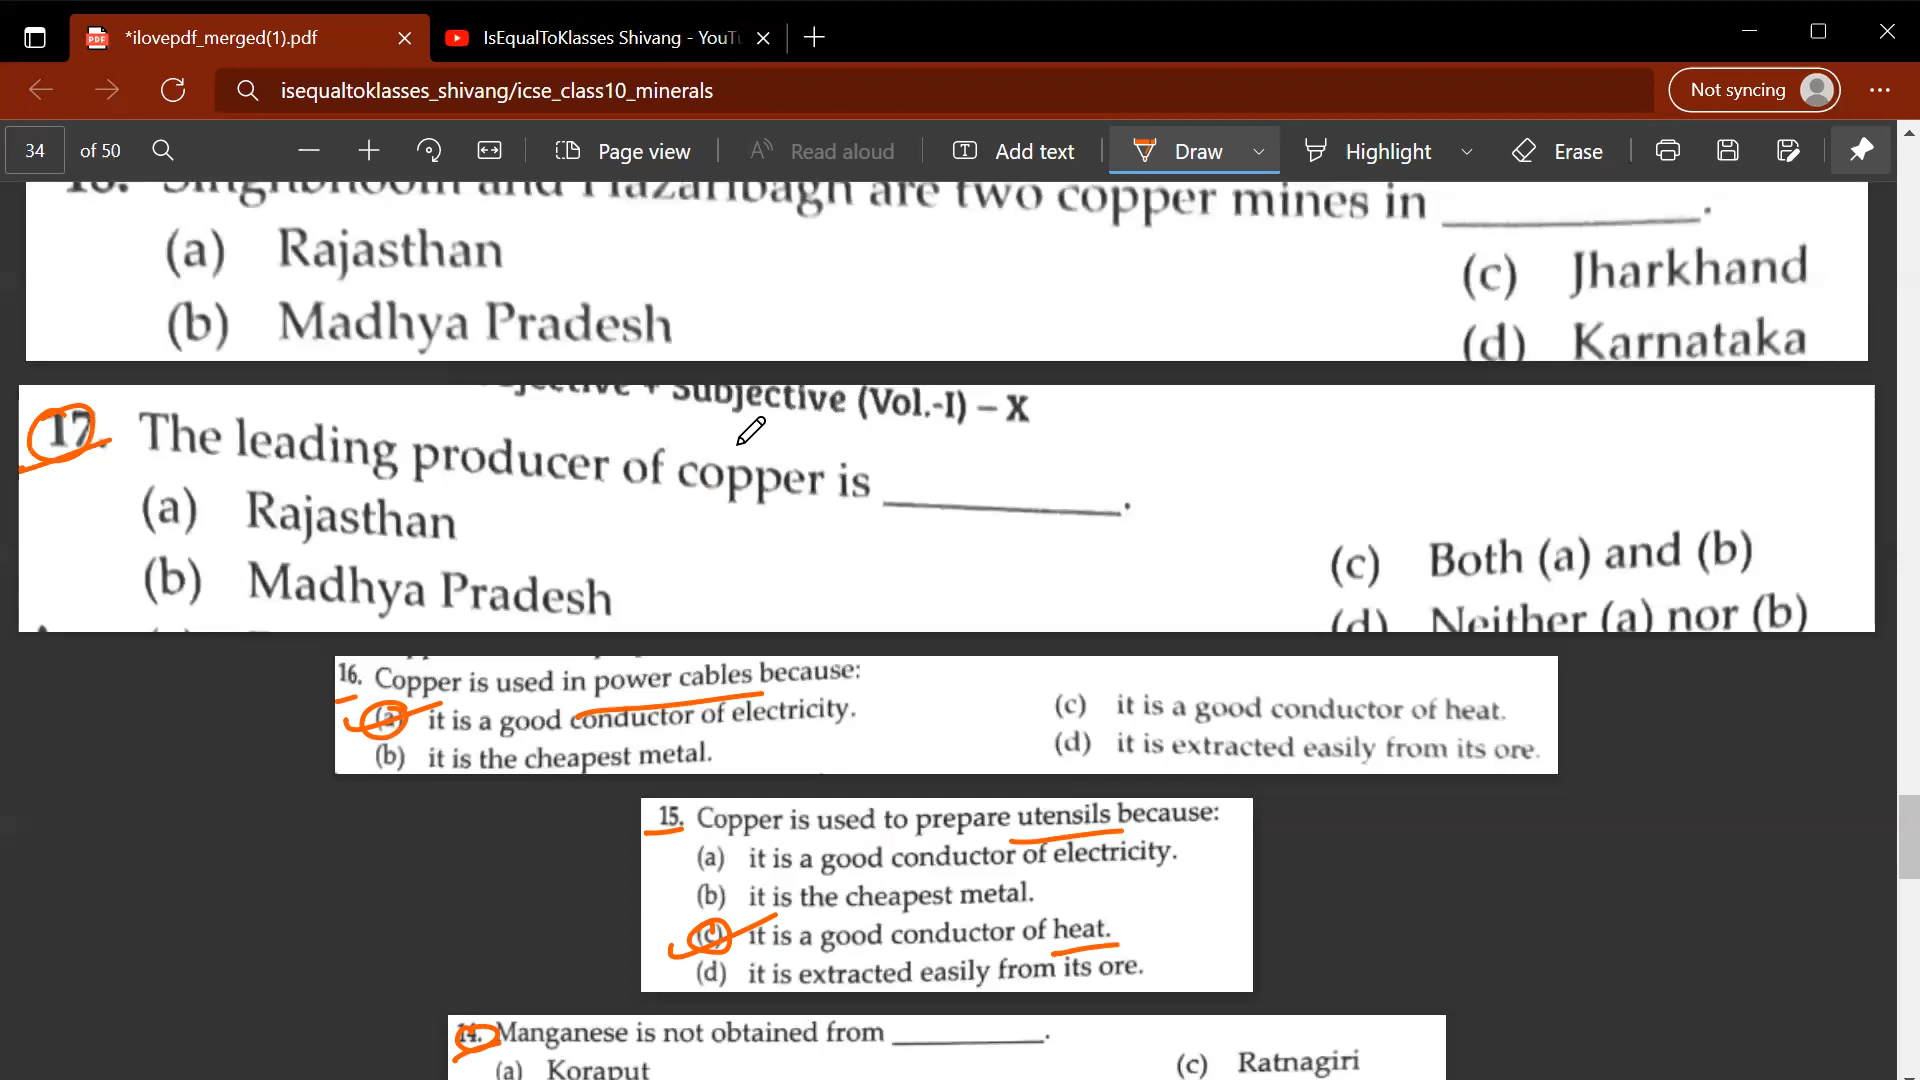 *ilovepdf_merged(1).pdf
IsEqualToKlasses Shivang - YouTu
isequaltoklasses_shivang/icse_class10_minerals
Not syncing
34 of 50
Page view
Read aloud
Add text
Draw
Highlight
Erase
18. Singhbhoom and Hazaribagh are two copper mines in ________.
(a) Rajasthan
(c) Jharkhand
(b) Madhya Pradesh
(d) Karnataka
Subjective (Vol.-I) – X
17. The leading producer of copper is ________.
(a) Rajasthan
(c) Both (a) and (b)
(b) Madhya Pradesh
(d) Neither (a) nor (b)
16. Copper is used in power cables because:
(a) it is a good conductor of electricity.
(c) it is a good conductor of heat.
(b) it is the cheapest metal.
(d) it is extracted easily from its ore.
15. Copper is used to prepare utensils because:
(a) it is a good conductor of electricity.
(b) it is the cheapest metal.
(c) it is a good conductor of heat.
(d) it is extracted easily from its ore.
14. Manganese is not obtained from ________.
(a) Koraput
(c) Ratnagiri